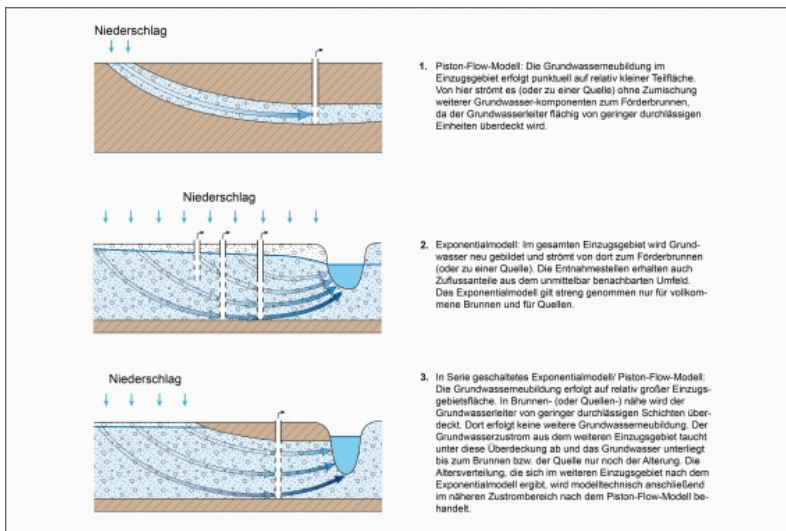 Niederschlag
1. Piston-Flow-Modell: Die Grundwasserneubildung im
Einzugsgebiet erfolgt punktuell auf relativ kleiner Teilfläche.
Von hier strömt es (oder zu einer Quelle) ohne Zumischung
weiterer Grundwasser-komponenten zum Förderbrunnen,
da der Grundwasserleiter flächig von geringer durchlässigen
Einheiten überdeckt wird.
Niederschlag
2. Exponentialmodell: Im gesamten Einzugsgebiet wird Grund-
wasser neu gebildet und strömt von dort zum Förderbrunnen
(oder zu einer Quelle). Die Entnahmestellen erhalten auch
Zuflussanteile aus dem unmittelbar benachbarten Umfeld.
Das Exponentialmodell gilt streng genommen nur für vollkom-
mene Brunnen und für Quellen.
Niederschlag
3. In Serie geschaltetes Exponentialmodell/ Piston-Flow-Modell:
Die Grundwasserneubildung erfolgt auf relativ großer Einzugs-
gebietsfläche. In Brunnen- (oder Quellen-) nähe wird der
Grundwasserleiter von geringer durchlässigen Schichten über-
deckt. Dort erfolgt keine weitere Grundwasserneubildung. Der
Grundwasserzustrom aus dem weiteren Einzugsgebiet taucht
unter diese Überdeckung ab und das Grundwasser unterliegt
bis zum Brunnen bzw. der Quelle nur noch der Alterung. Die
Altersverteilung, die sich im weiteren Einzugsgebiet nach dem
Exponentialmodell ergibt, wird modelltechnisch anschließend
im näheren Zustrombereich nach dem Piston-Flow-Modell be-
handelt.